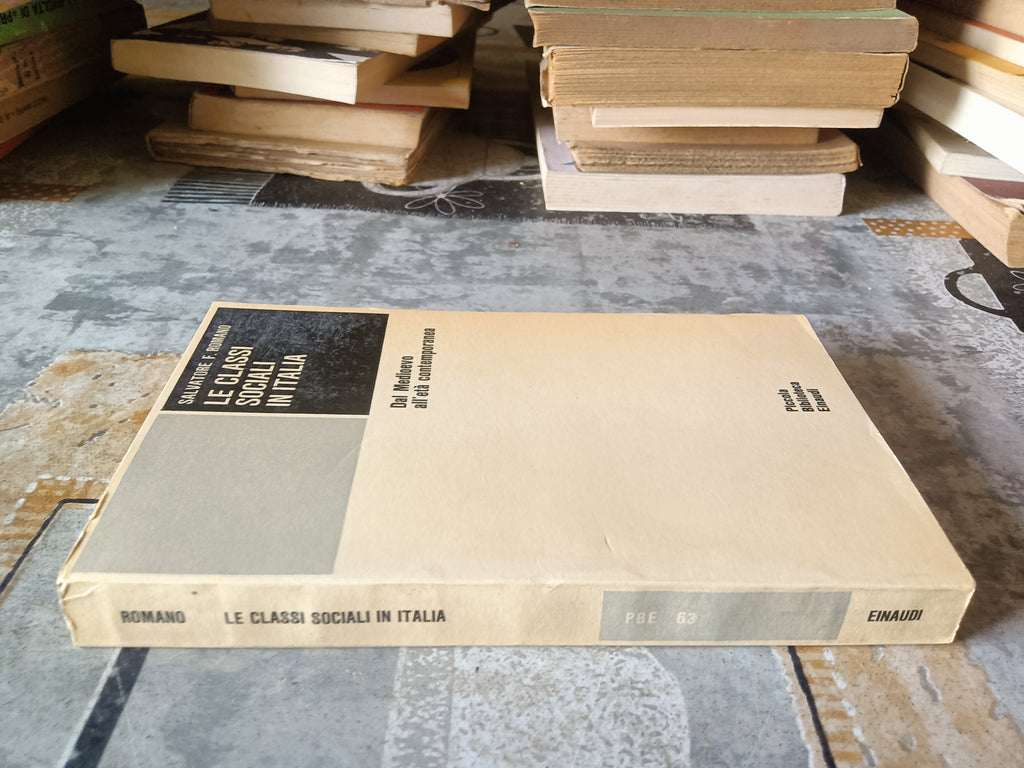 SALVATORE F. ROMANO
LE CLASSI
SOCIALI
IN ITALIA
Dal Medioevo
all'età contemporanea
Piccola
Biblioteca
Einaudi
ROMANO LE CLASSI SOCIALI IN ITALIA PBE 63 EINAUDI